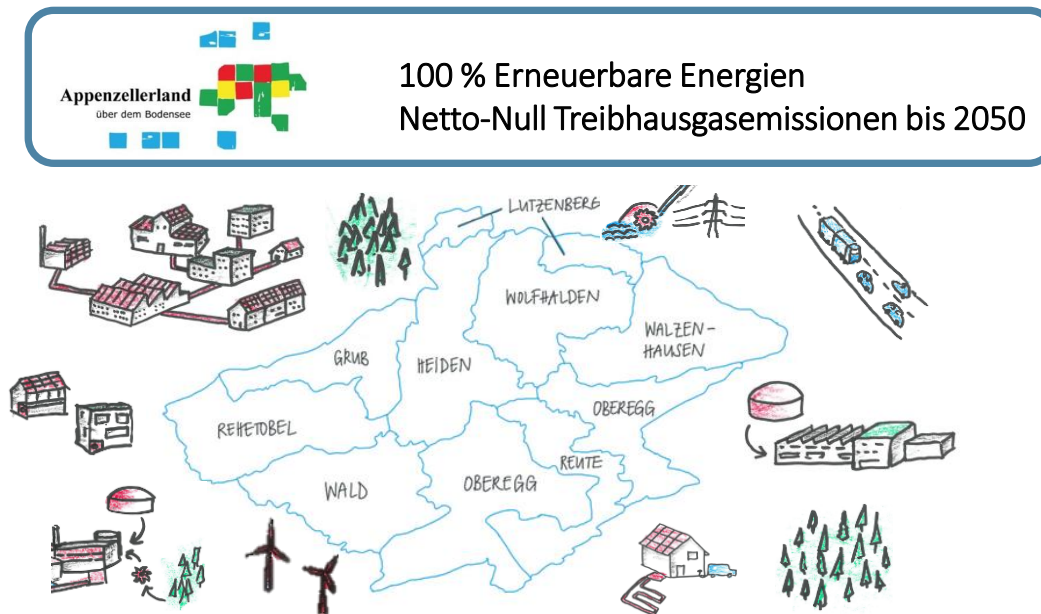 Appenzellerland
über dem Bodensee
100 % Erneuerbare Energien
Netto-Null Treibhausgasemissionen bis 2050
LUTZENBERG
WOLFHALDEN
WALZEN-
HAUSEN
GRUB
HEIDEN
OBEREGG
REHETOBEL
REUTE
WALD
OBEREGG